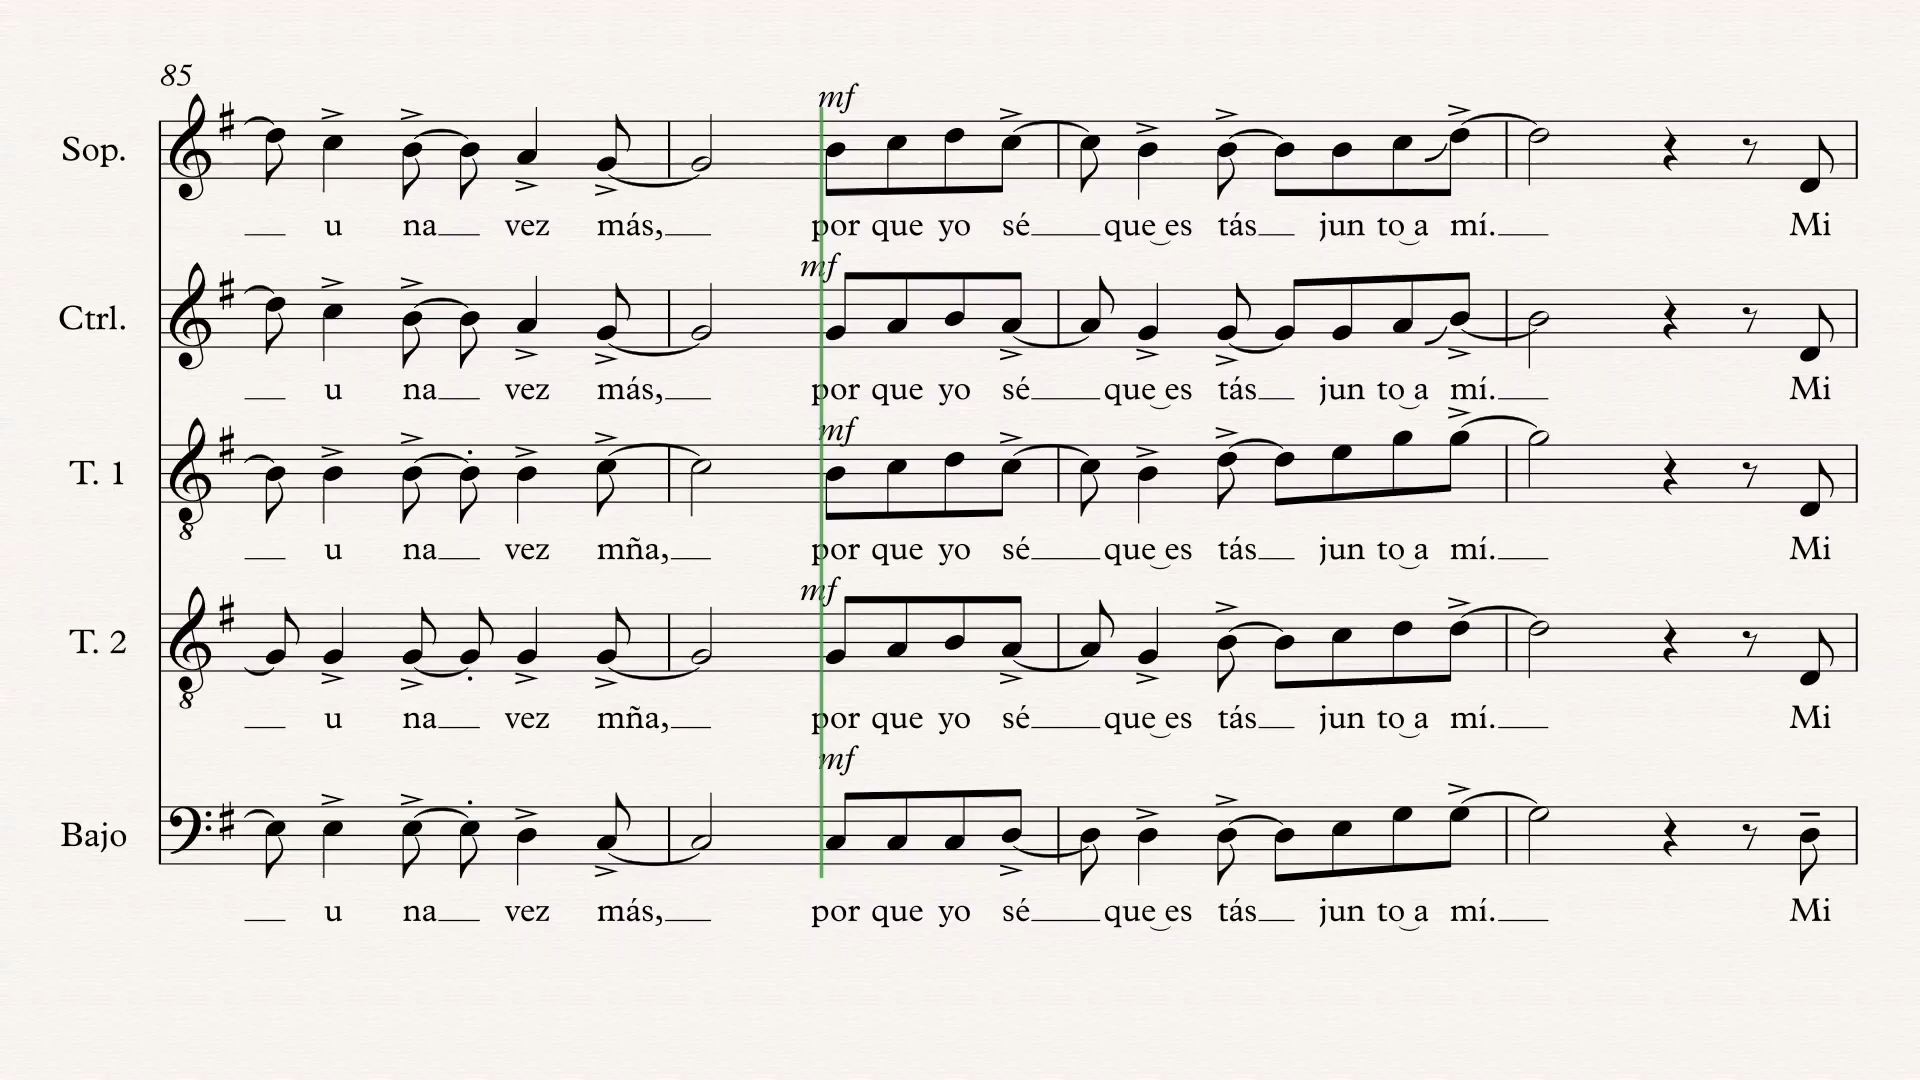 85
mf
Sop.
u na vez más, por que yo sé que es tás jun to a mí. Mi
mf
Ctrl.
u na vez más, por que yo sé que es tás jun to a mí. Mi
mf
T. 1
u na vez mña, por que yo sé que es tás jun to a mí. Mi
mf
T. 2
u na vez mña, por que yo sé que es tás jun to a mí. Mi
mf
Bajo
u na vez más, por que yo sé que es tás jun to a mí. Mi